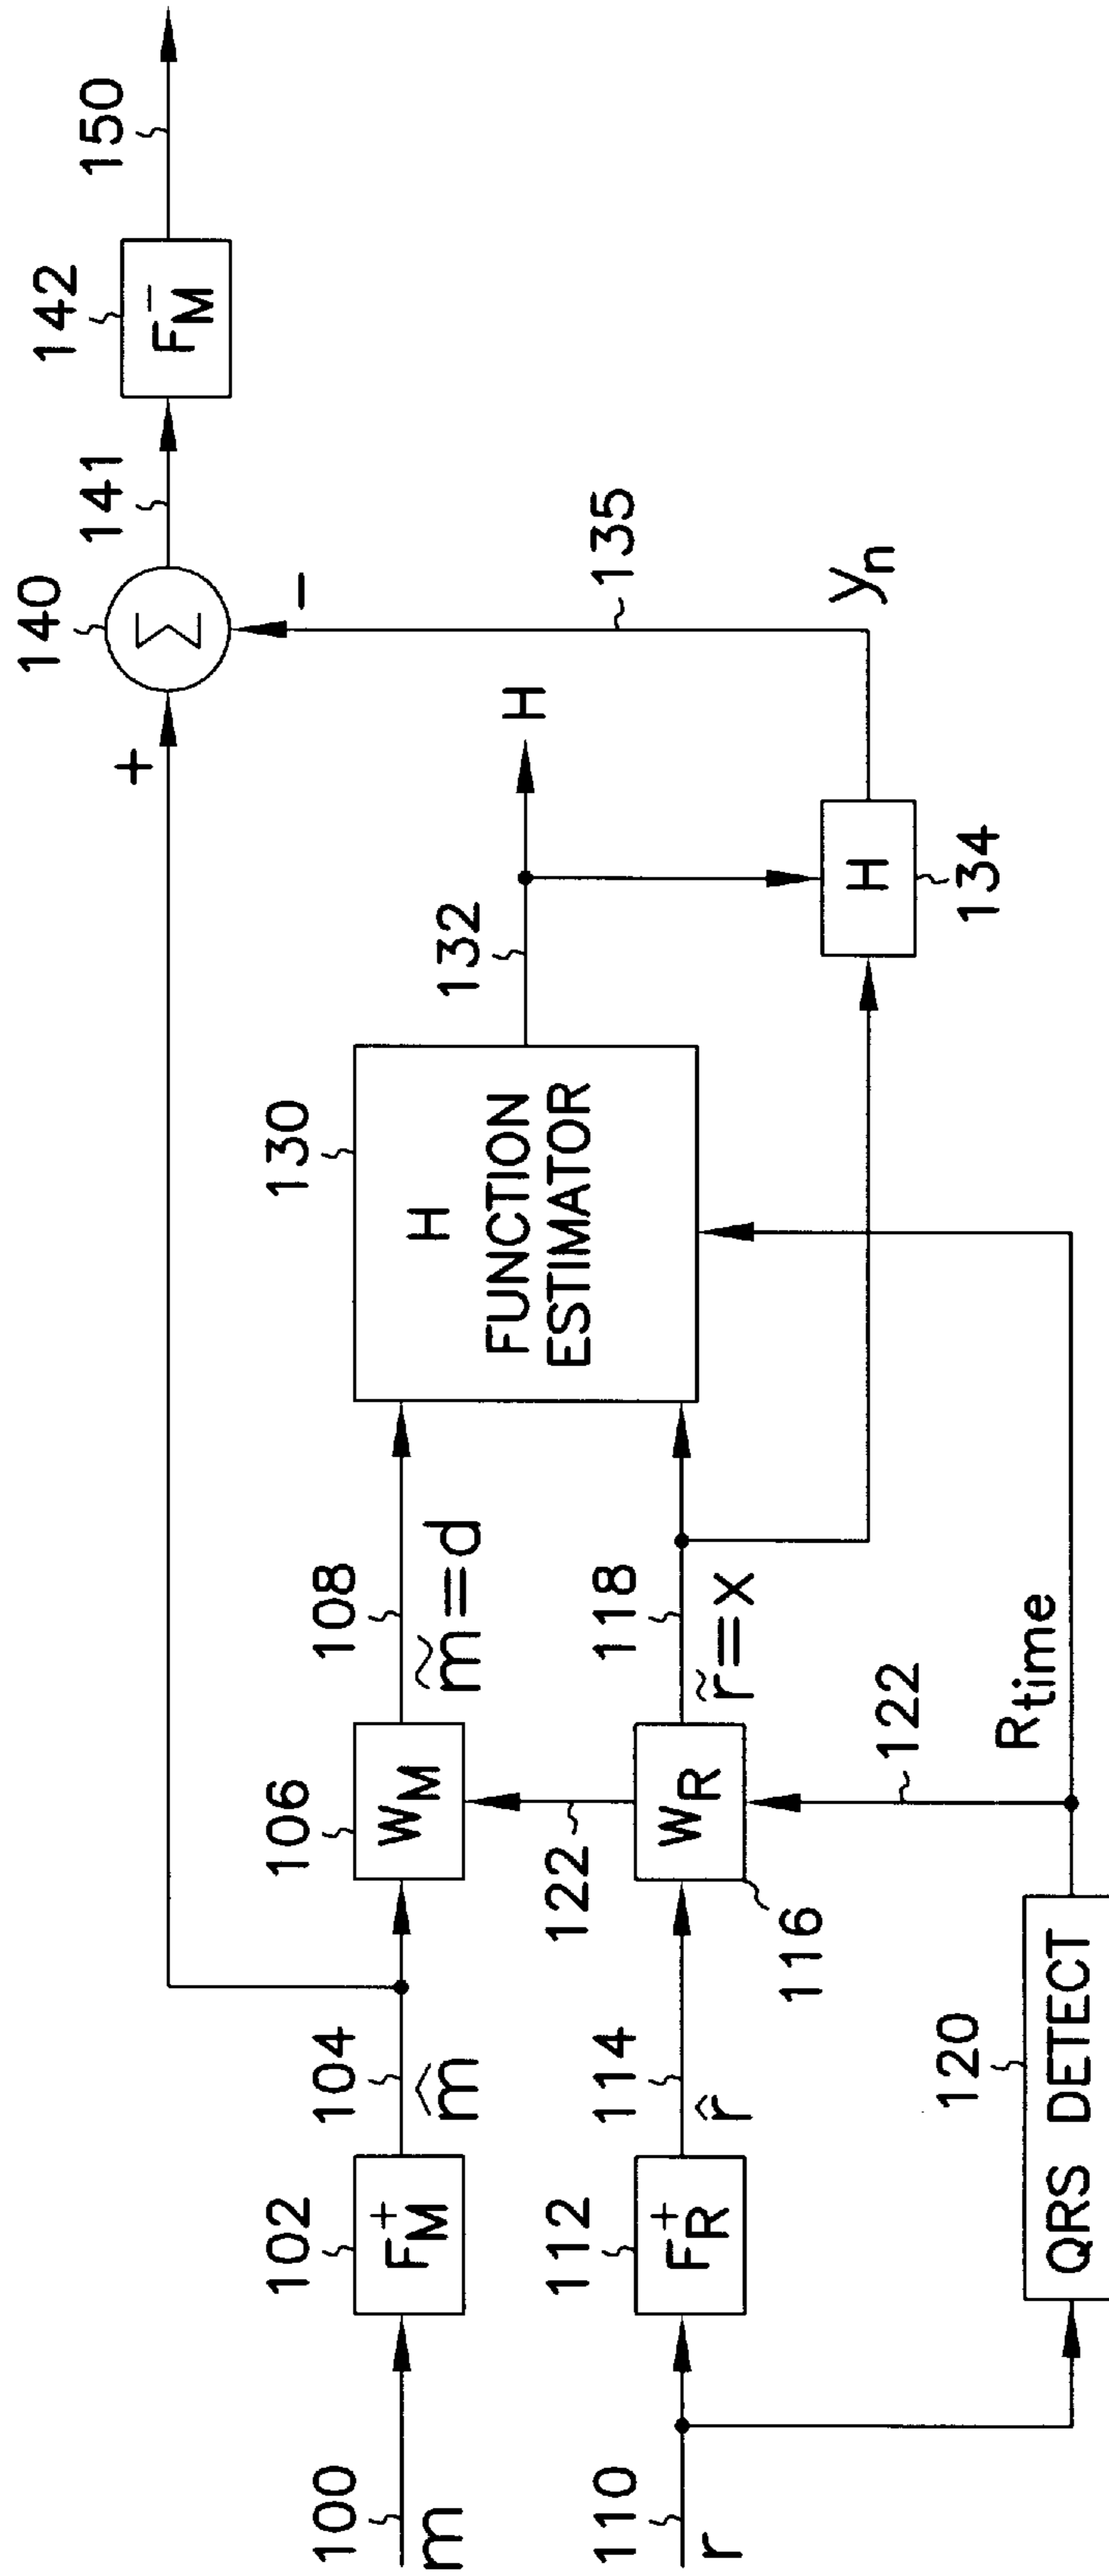 140
141
142
150
+
Σ
F_M^-
−
135
y_n
132
H
H
134
130
H
FUNCTION
ESTIMATOR
100
m
102
F_M^+
104
m̂
106
W_M
108
m̃=d
110
r
112
F_R^+
114
r̂
116
W_R
118
r̃=x
122
122
R_time
120
QRS DETECT